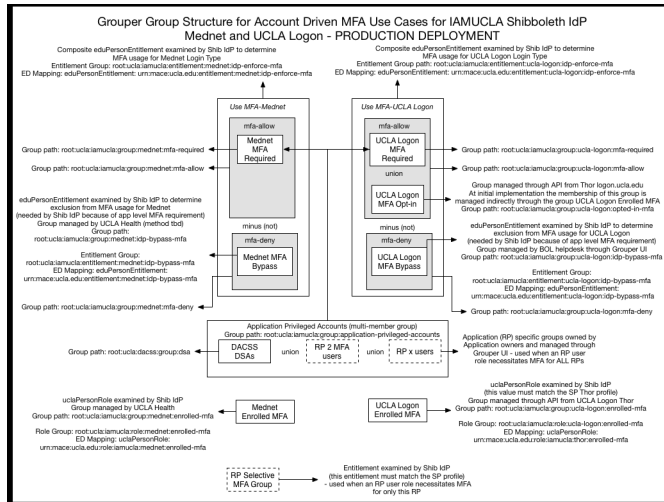 Grouper Group Structure for Account Driven MFA Use Cases for IAMUCLA Shibboleth IdP
Mednet and UCLA Logon - PRODUCTION DEPLOYMENT
Composite eduPersonEntitlement examined by Shib IdP to determine
MFA usage for Mednet Login Type
Entitlement Group: root:ucla:iamucla:entitlement:mednet:idp-enforce-mfa
ED Mapping: eduPersonEntitlement: urn:mace:ucla.edu:entitlement:mednet:idp-enforce-mfa
Composite eduPersonEntitlement examined by Shib IdP to determine
MFA usage for UCLA Logon Login Type
Entitlement Group: root:ucla:iamucla:entitlement:ucla-logon:idp-enforce-mfa
ED Mapping: eduPersonEntitlement: urn:mace:ucla.edu:entitlement:ucla-logon:idp-enforce-mfa
Use MFA-Mednet
mfa-allow
Mednet
MFA
Required
Group path: root:ucla:iamucla:group:mednet:mfa-required
Group path: root:ucla:iamucla:group:mednet:mfa-allow
Use MFA-UCLA Logon
mfa-allow
UCLA Logon
MFA
Required
union
UCLA Logon
MFA Opt-in
Group path: root:ucla:iamucla:group:ucla-logon:mfa-required
Group path: root:ucla:iamucla:group:ucla-logon:mfa-allow
Group managed through API from Thor logon.ucla.edu
At initial implementation the membership of this group is
managed indirectly through the group UCLA Logon Enrolled MFA
Group path: root:ucla:iamucla:group:ucla-logon:opted-in-mfa
eduPersonEntitlement examined by Shib IdP to determine
exclusion from MFA usage for Mednet
(needed by Shib IdP because of app level MFA requirement)
Group managed by UCLA Health (method tbd)
Group path:
root:ucla:iamucla:group:mednet:idp-bypass-mfa
Entitlement Group:
root:ucla:iamucla:entitlement:mednet:idp-bypass-mfa
ED Mapping: eduPersonEntitlement:
urn:mace:ucla.edu:entitlement:mednet:idp-bypass-mfa
Group path: root:ucla:iamucla:group:mednet:mfa-deny
minus (not)
mfa-deny
Mednet MFA
Bypass
minus (not)
mfa-deny
UCLA Logon
MFA Bypass
eduPersonEntitlement examined by Shib IdP to determine
exclusion from MFA usage for UCLA Logon
(needed by Shib IdP because of app level MFA requirement)
Group managed by BOL helpdesk through Grouper UI
Group path: root:ucla:iamucla:group:ucla-logon:idp-bypass-mfa
Entitlement Group:
root:ucla:iamucla:entitlement:ucla-logon:idp-bypass-mfa
ED Mapping: eduPersonEntitlement:
urn:mace:ucla.edu:entitlement:ucla-logon:idp-bypass-mfa
Group path: root:ucla:iamucla:group:ucla-logon:mfa-deny
Application Privileged Accounts (multi-member group)
Group path: root:ucla:iamucla:group:application-privileged-accounts
DACSS
DSAs
union
RP 2 MFA
users
union
RP x users
Group path: root:ucla:dacss:group:dsa
Application (RP) specific groups owned by
Application owners and managed through
Grouper UI - used when an RP user
role necessitates MFA for ALL RPs
uclaPersonRole examined by Shib IdP
Group managed by UCLA Health
Group path: root:ucla:iamucla:group:mednet:enrolled-mfa
Role Group: root:ucla:iamucla:role:mednet:enrolled-mfa
ED Mapping: uclaPersonRole:
urn:mace:ucla.edu:role:iamucla:mednet:enrolled-mfa
Mednet
Enrolled MFA
UCLA Logon
Enrolled MFA
uclaPersonRole examined by Shib IdP
(this value must match the SP Thor profile)
Group managed through API from UCLA Logon Thor
Group path: root:ucla:iamucla:group:ucla-logon:enrolled-mfa
Role Group: root:ucla:iamucla:role:ucla-logon:enrolled-mfa
ED Mapping: uclaPersonRole:
urn:mace:ucla.edu:role:iamucla:thor:enrolled-mfa
RP Selective
MFA Group
Entitlement examined by Shib IdP
(this entitlement must match the SP profile)
- used when an RP user role necessitates MFA
for only this RP